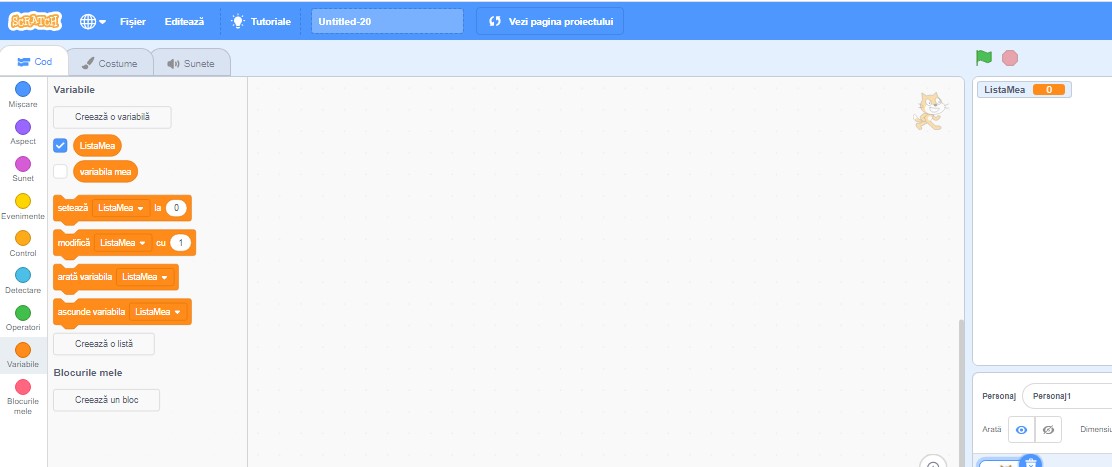 SCRATCH
Fișier
Editează
Tutoriale
Untitled-20
Vezi pagina proiectului
Cod
Costume
Sunete
Mișcare
Aspect
Sunet
Evenimente
Control
Detectare
Operatori
Variabile
Blocurile
mele
Variabile
Creează o variabilă
ListaMea
variabila mea
setează ListaMea la 0
modifică ListaMea cu 1
arată variabila ListaMea
ascunde variabila ListaMea
Creează o listă
Blocurile mele
Creează un bloc
ListaMea 0
Personaj Personaj1
Arată